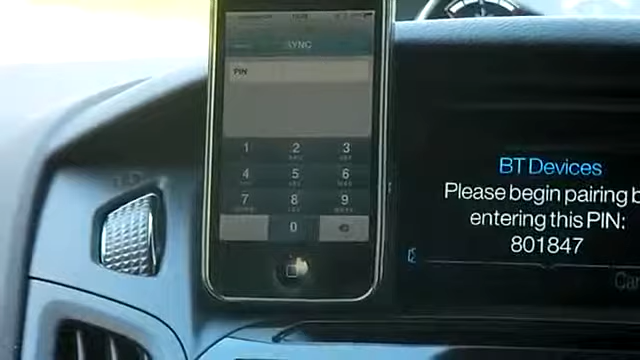 SYNC
PIN
1 2 3
4 5 6
7 8 9
0
BT Devices
Please begin pairing b
entering this PIN:
801847
Can